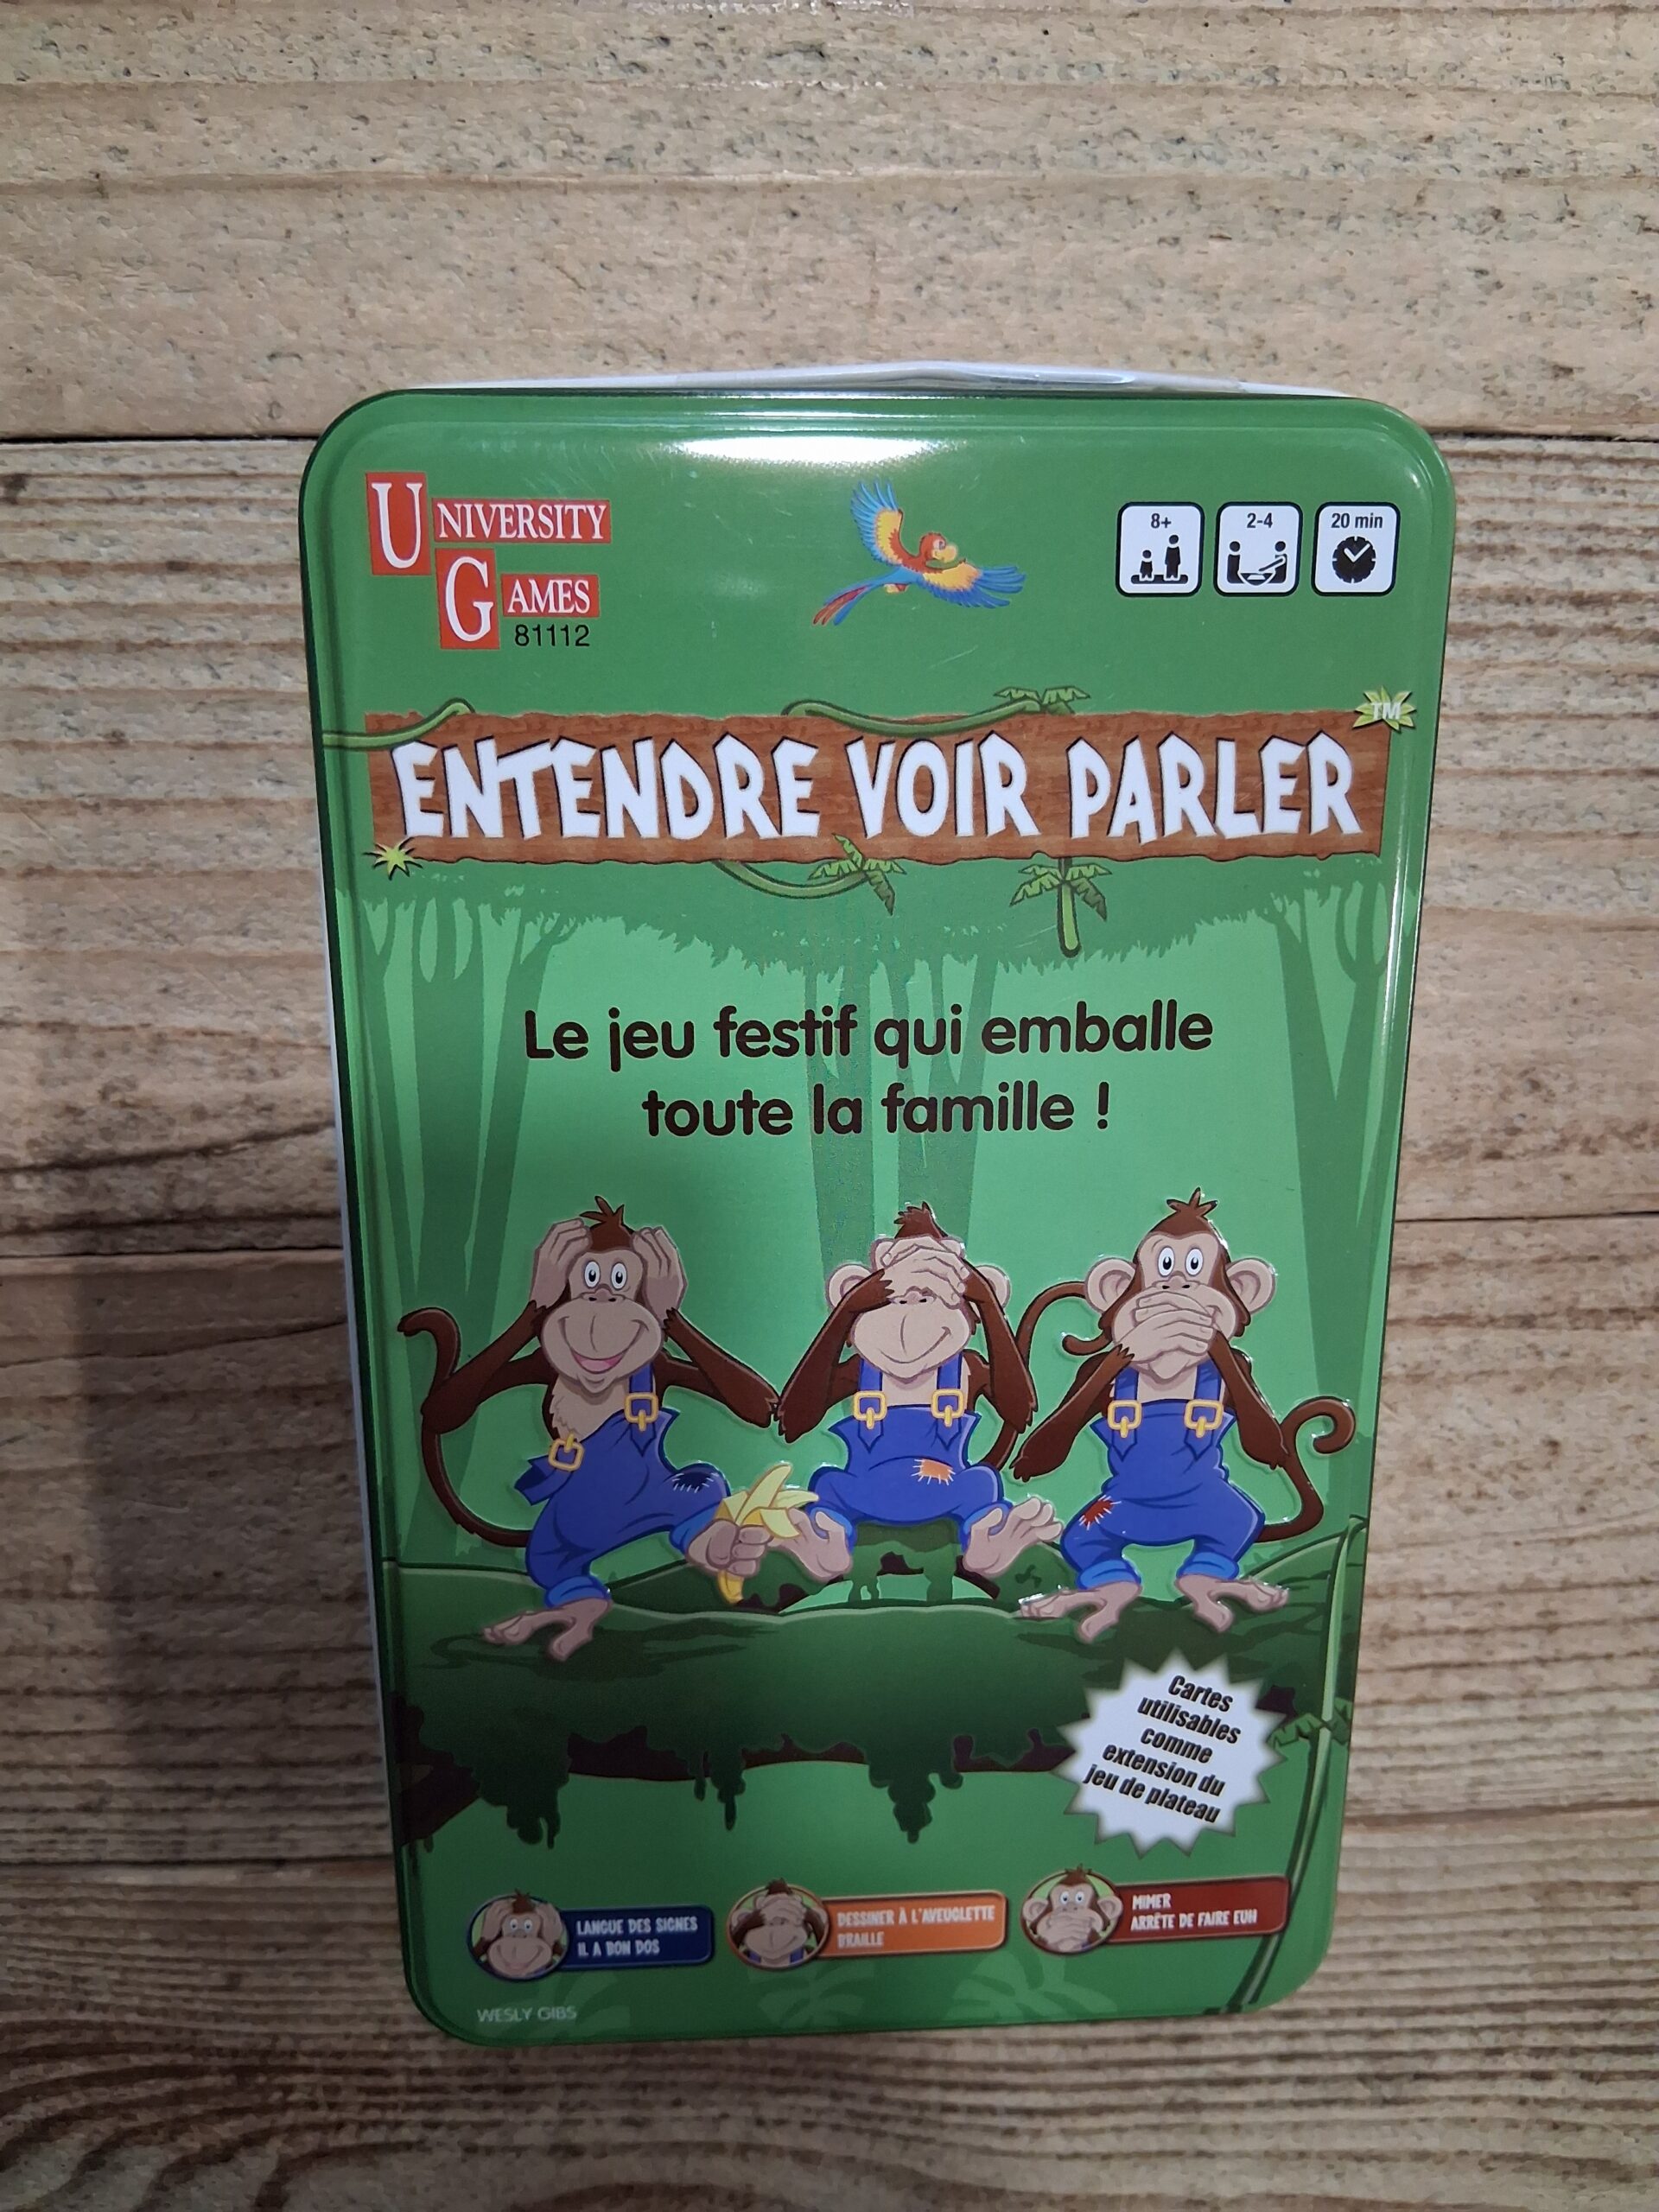 UNIVERSITY
GAMES
81112
8+
2-4
20 min
ENTENDRE VOIR PARLER™
Le jeu festif qui emballe
toute la famille !
Cartes
utilisables
comme
extension du
jeu de plateau
LANGUE DES SIGNES
IL A BON DOS
DESSINER À L'AVEUGLETTE
BRAILLE
MIMER
ARRÊTE DE FAIRE EUH
WESLY GIBS